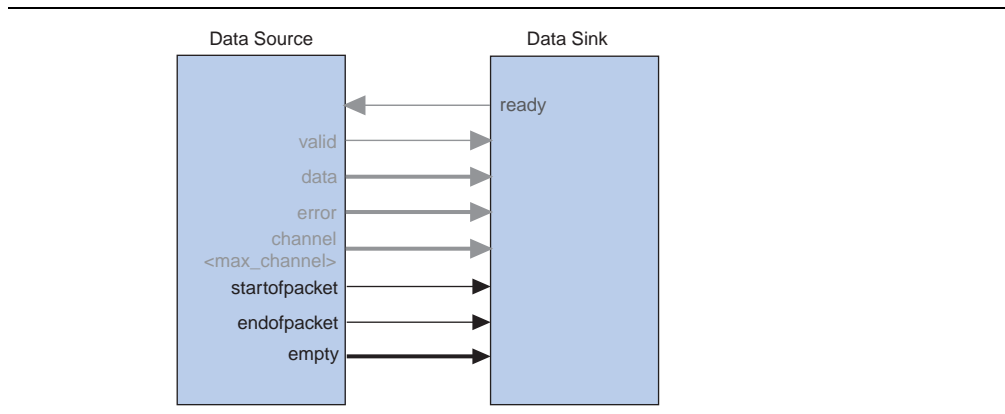 Data Source
Data Sink
ready
valid
data
error
channel
<max_channel>
startofpacket
endofpacket
empty